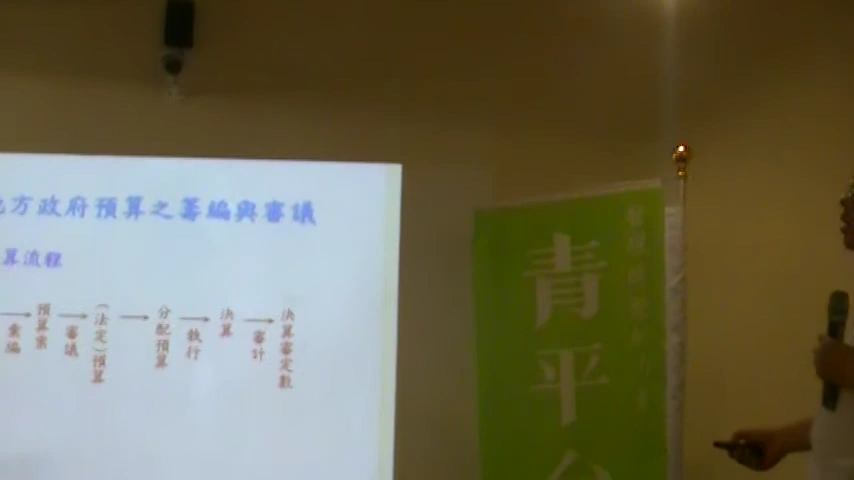 方政府預算之籌編與審議
算流程
彙編
預算案
審議
(法定)預算
分配預算
執行
決算
審計
決算審定數
青平台